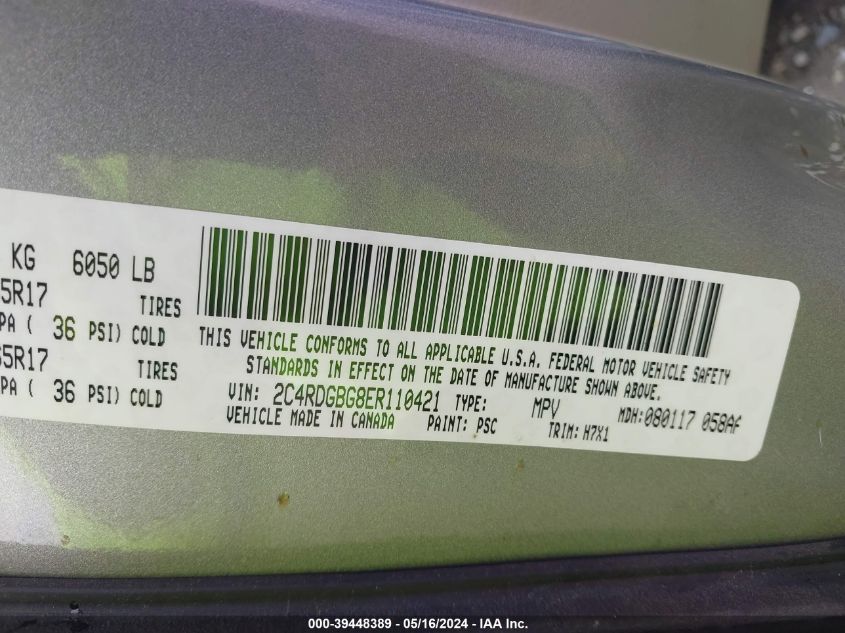 KG 6050 LB
5R17 TIRES
PA ( 36 PSI) COLD
65R17 TIRES
KPA ( 36 PSI) COLD
THIS VEHICLE CONFORMS TO ALL APPLICABLE U.S.A. FEDERAL MOTOR VEHICLE SAFETY
STANDARDS IN EFFECT ON THE DATE OF MANUFACTURE SHOWN ABOVE.
VIN: 2C4RDGBG8ER110421 TYPE: MPV MDH:080117 058AF
VEHICLE MADE IN CANADA PAINT: PSC TRIM: H7X1
000-39448389 - 05/16/2024 - IAA Inc.